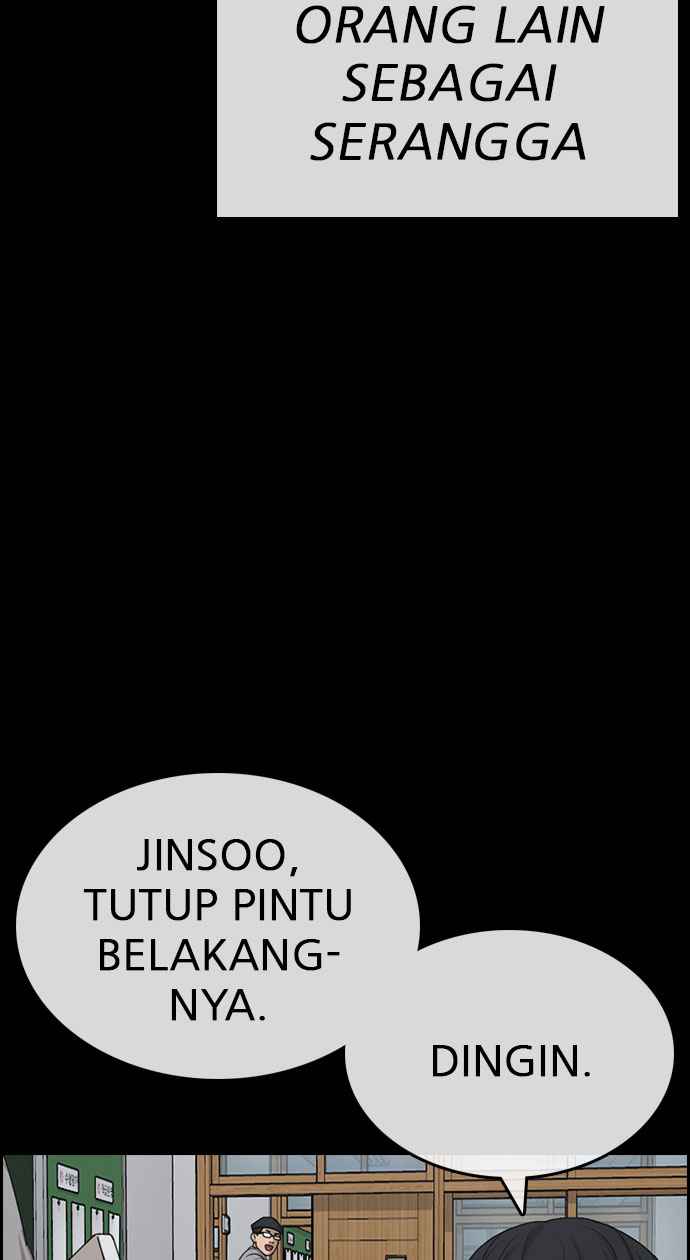 ORANG LAIN
SEBAGAI
SERANGGA
JINSOO,
TUTUP PINTU
BELAKANG-
NYA.
DINGIN.